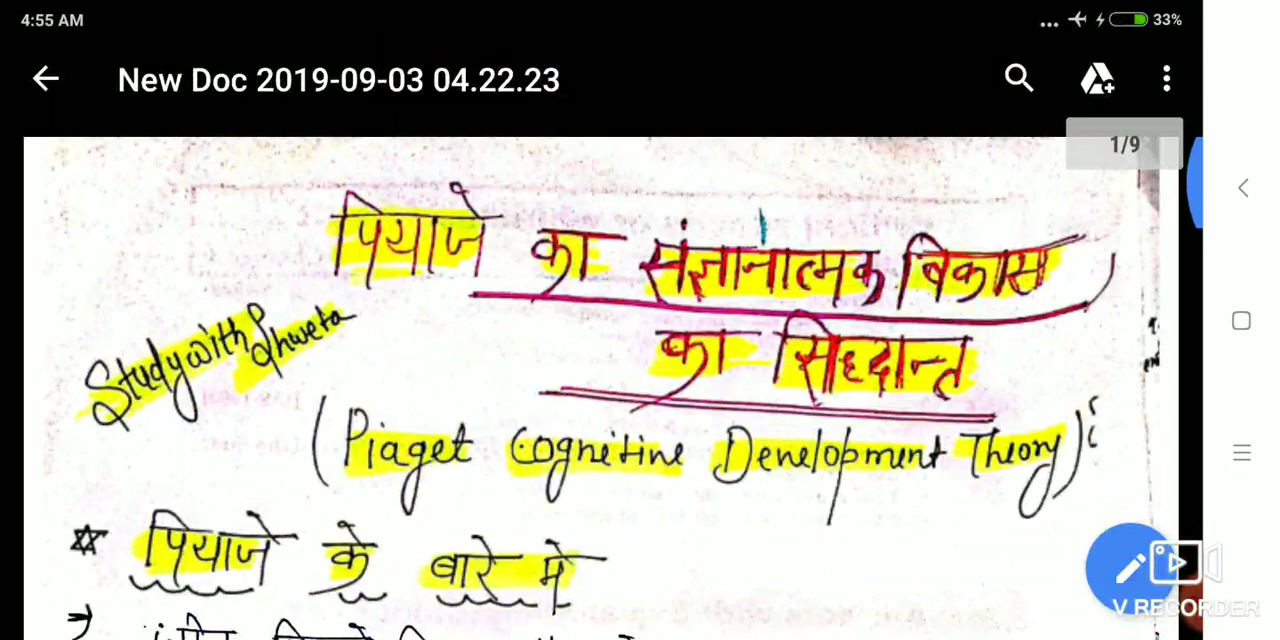 4:55 AM
... 33%
New Doc 2019-09-03 04.22.23
1/9
पियाजे का संज्ञानात्मक विकास
का सिद्धान्त
Study with Shweta
(Piaget Cognitine Development Theory)
पियाजे के बारे में
V RECORDER